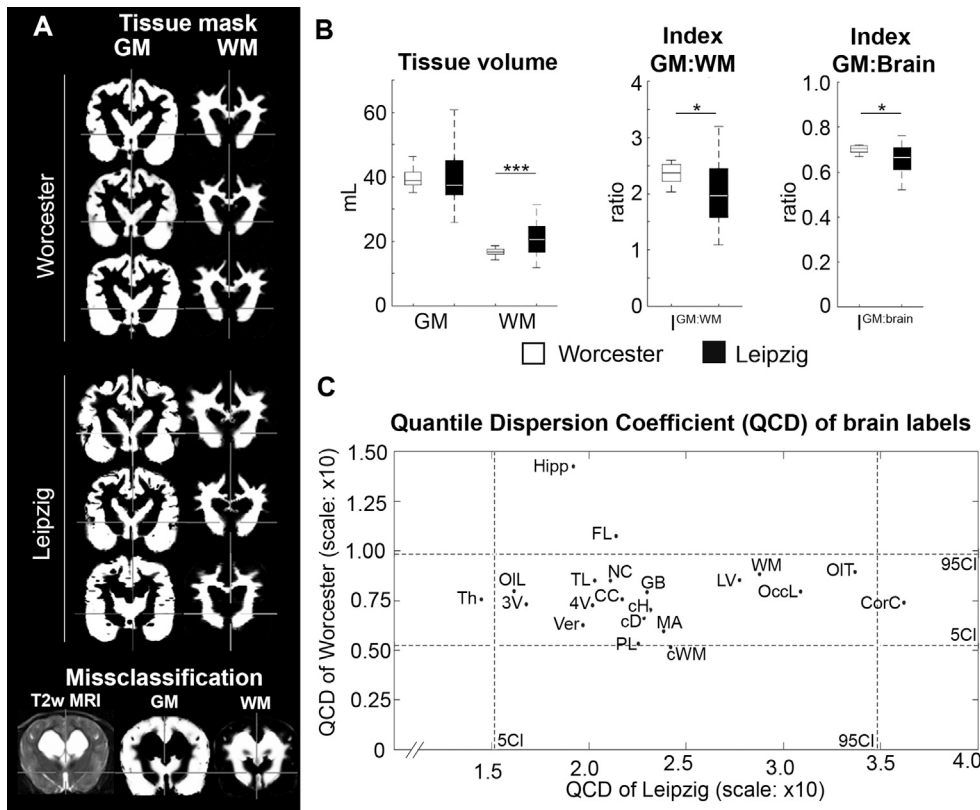 A
Tissue mask
GM WM
Worcester
Leipzig
Missclassification
T2w MRI GM WM
B
Tissue volume
mL
60
40
20
0
***
GM WM
Index
GM:WM
ratio
4
3
2
1
0
*
I GM:WM
Index
GM:Brain
ratio
1.0
0.8
0.6
0.4
0.2
0.0
*
I GM:brain
Worcester Leipzig
C
Quantile Dispersion Coefficient (QCD) of brain labels
QCD of Worcester (scale: x10)
1.50
1.25
1.00
0.75
0.50
0.25
0
Hipp
FL
95CI
OlL TL NC GB LV WM OlT
Th 3V 4V CC cH OccL CorC
Ver cD MA
PL cWM
5CI
5CI 95CI
1.5 2.0 2.5 3.0 3.5 4.0
QCD of Leipzig (scale: x10)